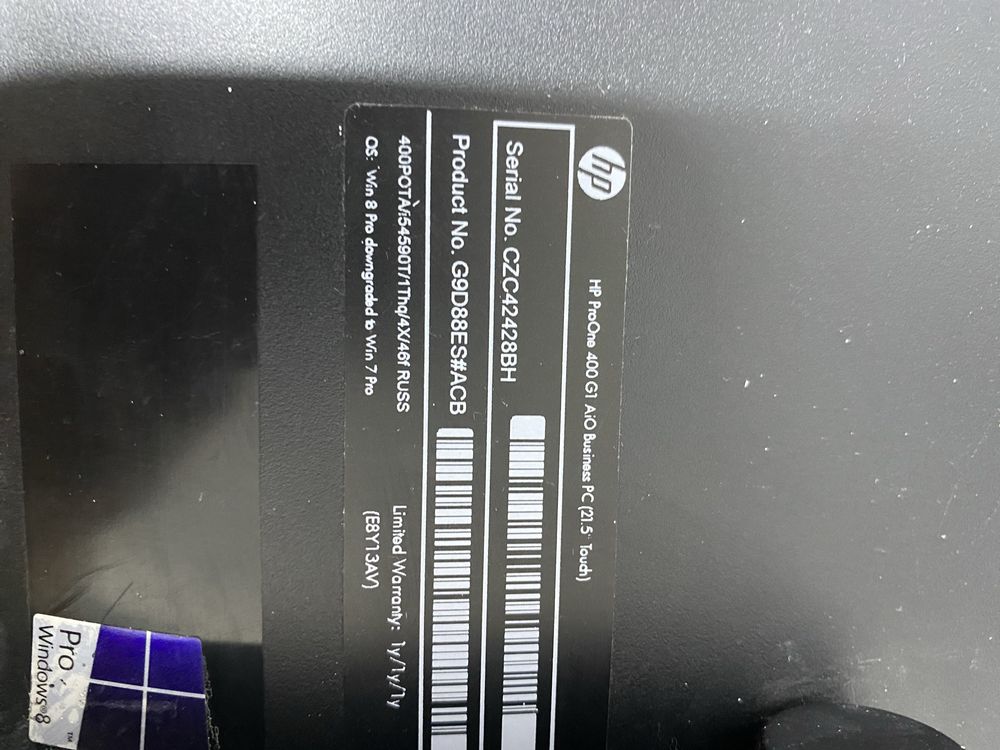 hp
HP ProOne 400 G1 AiO Business PC (21.5" Touch)
Serial No. CZC42428BH
Product No. G9D88ES#ACB
400POTA/i54590T/1Thq/4X/46f RUSS
Limited Warranty: 1y/1y/1y
OS: Win 8 Pro downgraded to Win 7 Pro
(E8Y13AV)
Pro
Windows®8
™